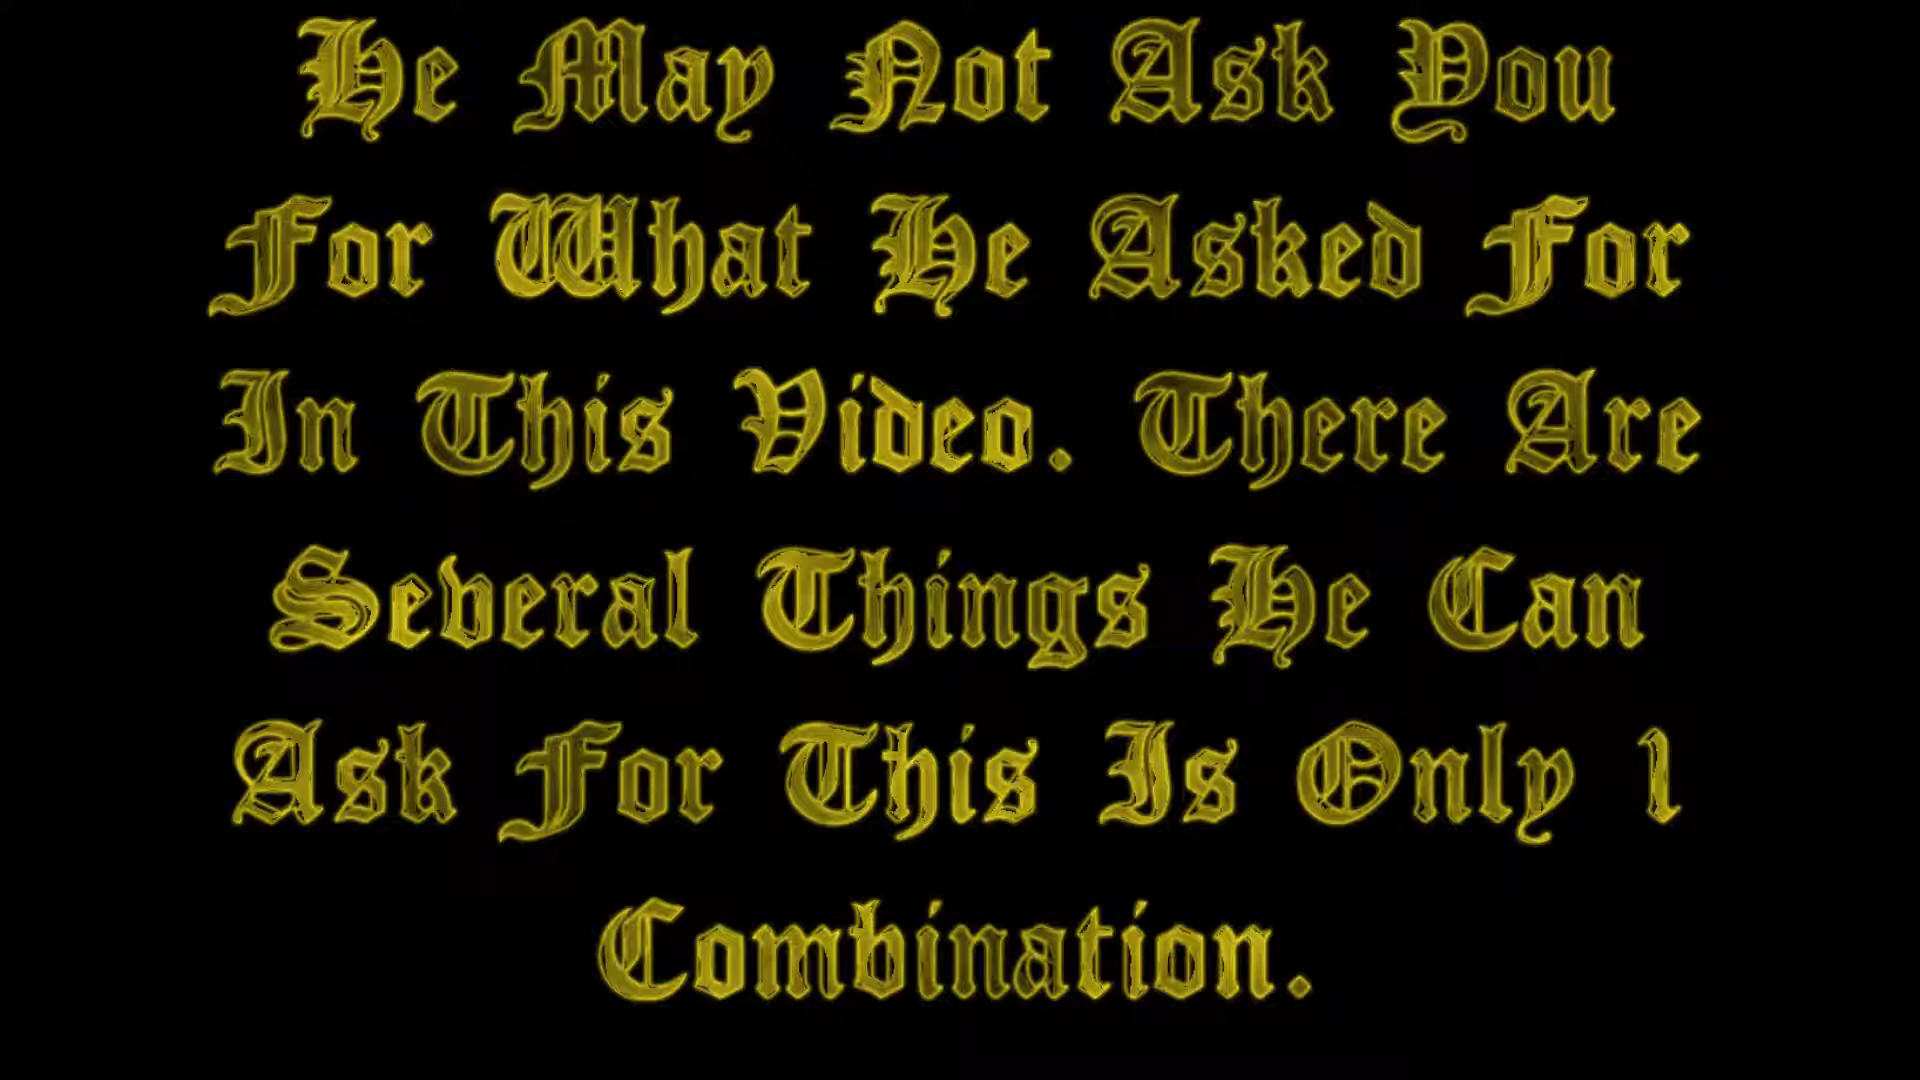 He May Not Ask You
For What He Asked For
In This Video. There Are
Several Things He Can
Ask For This Is Only 1
Combination.